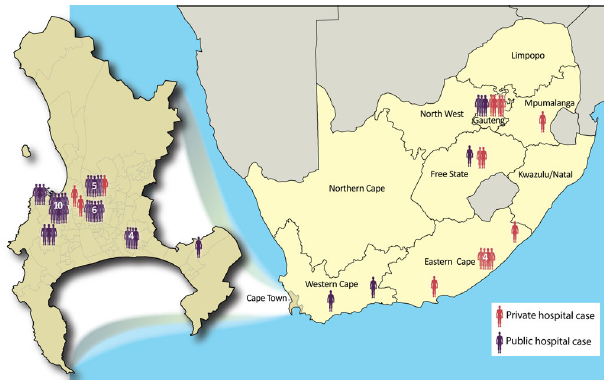 Limpopo
North West
Mpumalanga
Gauteng
Free State
Kwazulu/Natal
Northern Cape
5
10
6
4
Eastern Cape
4
Western Cape
Cape Town
Private hospital case
Public hospital case